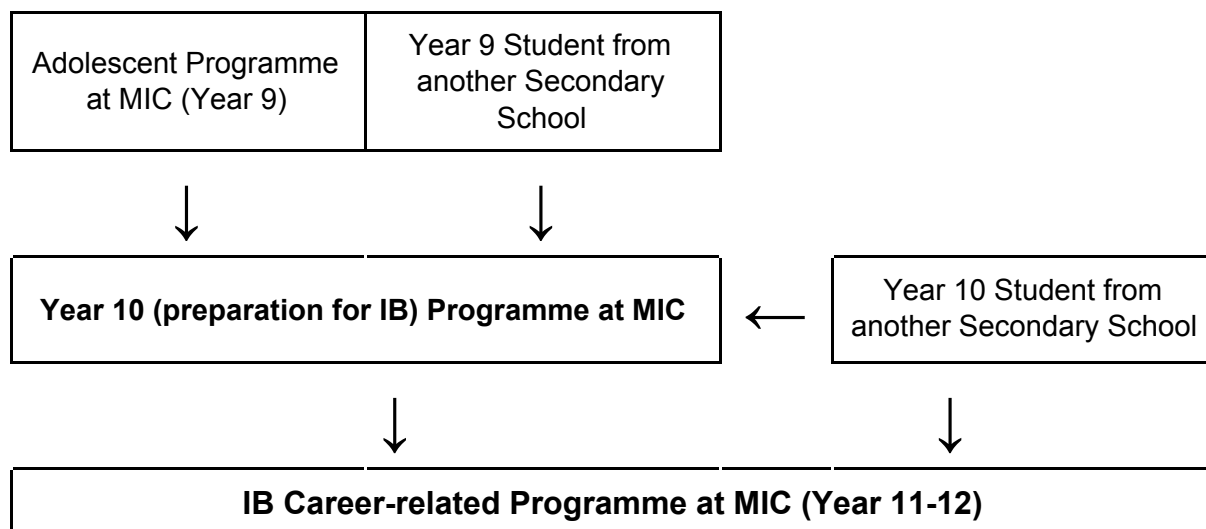 Adolescent Programme
at MIC (Year 9)
Year 9 Student from
another Secondary
School
↓
↓
Year 10 (preparation for IB) Programme at MIC
←
Year 10 Student from
another Secondary School
↓
↓
IB Career-related Programme at MIC (Year 11-12)